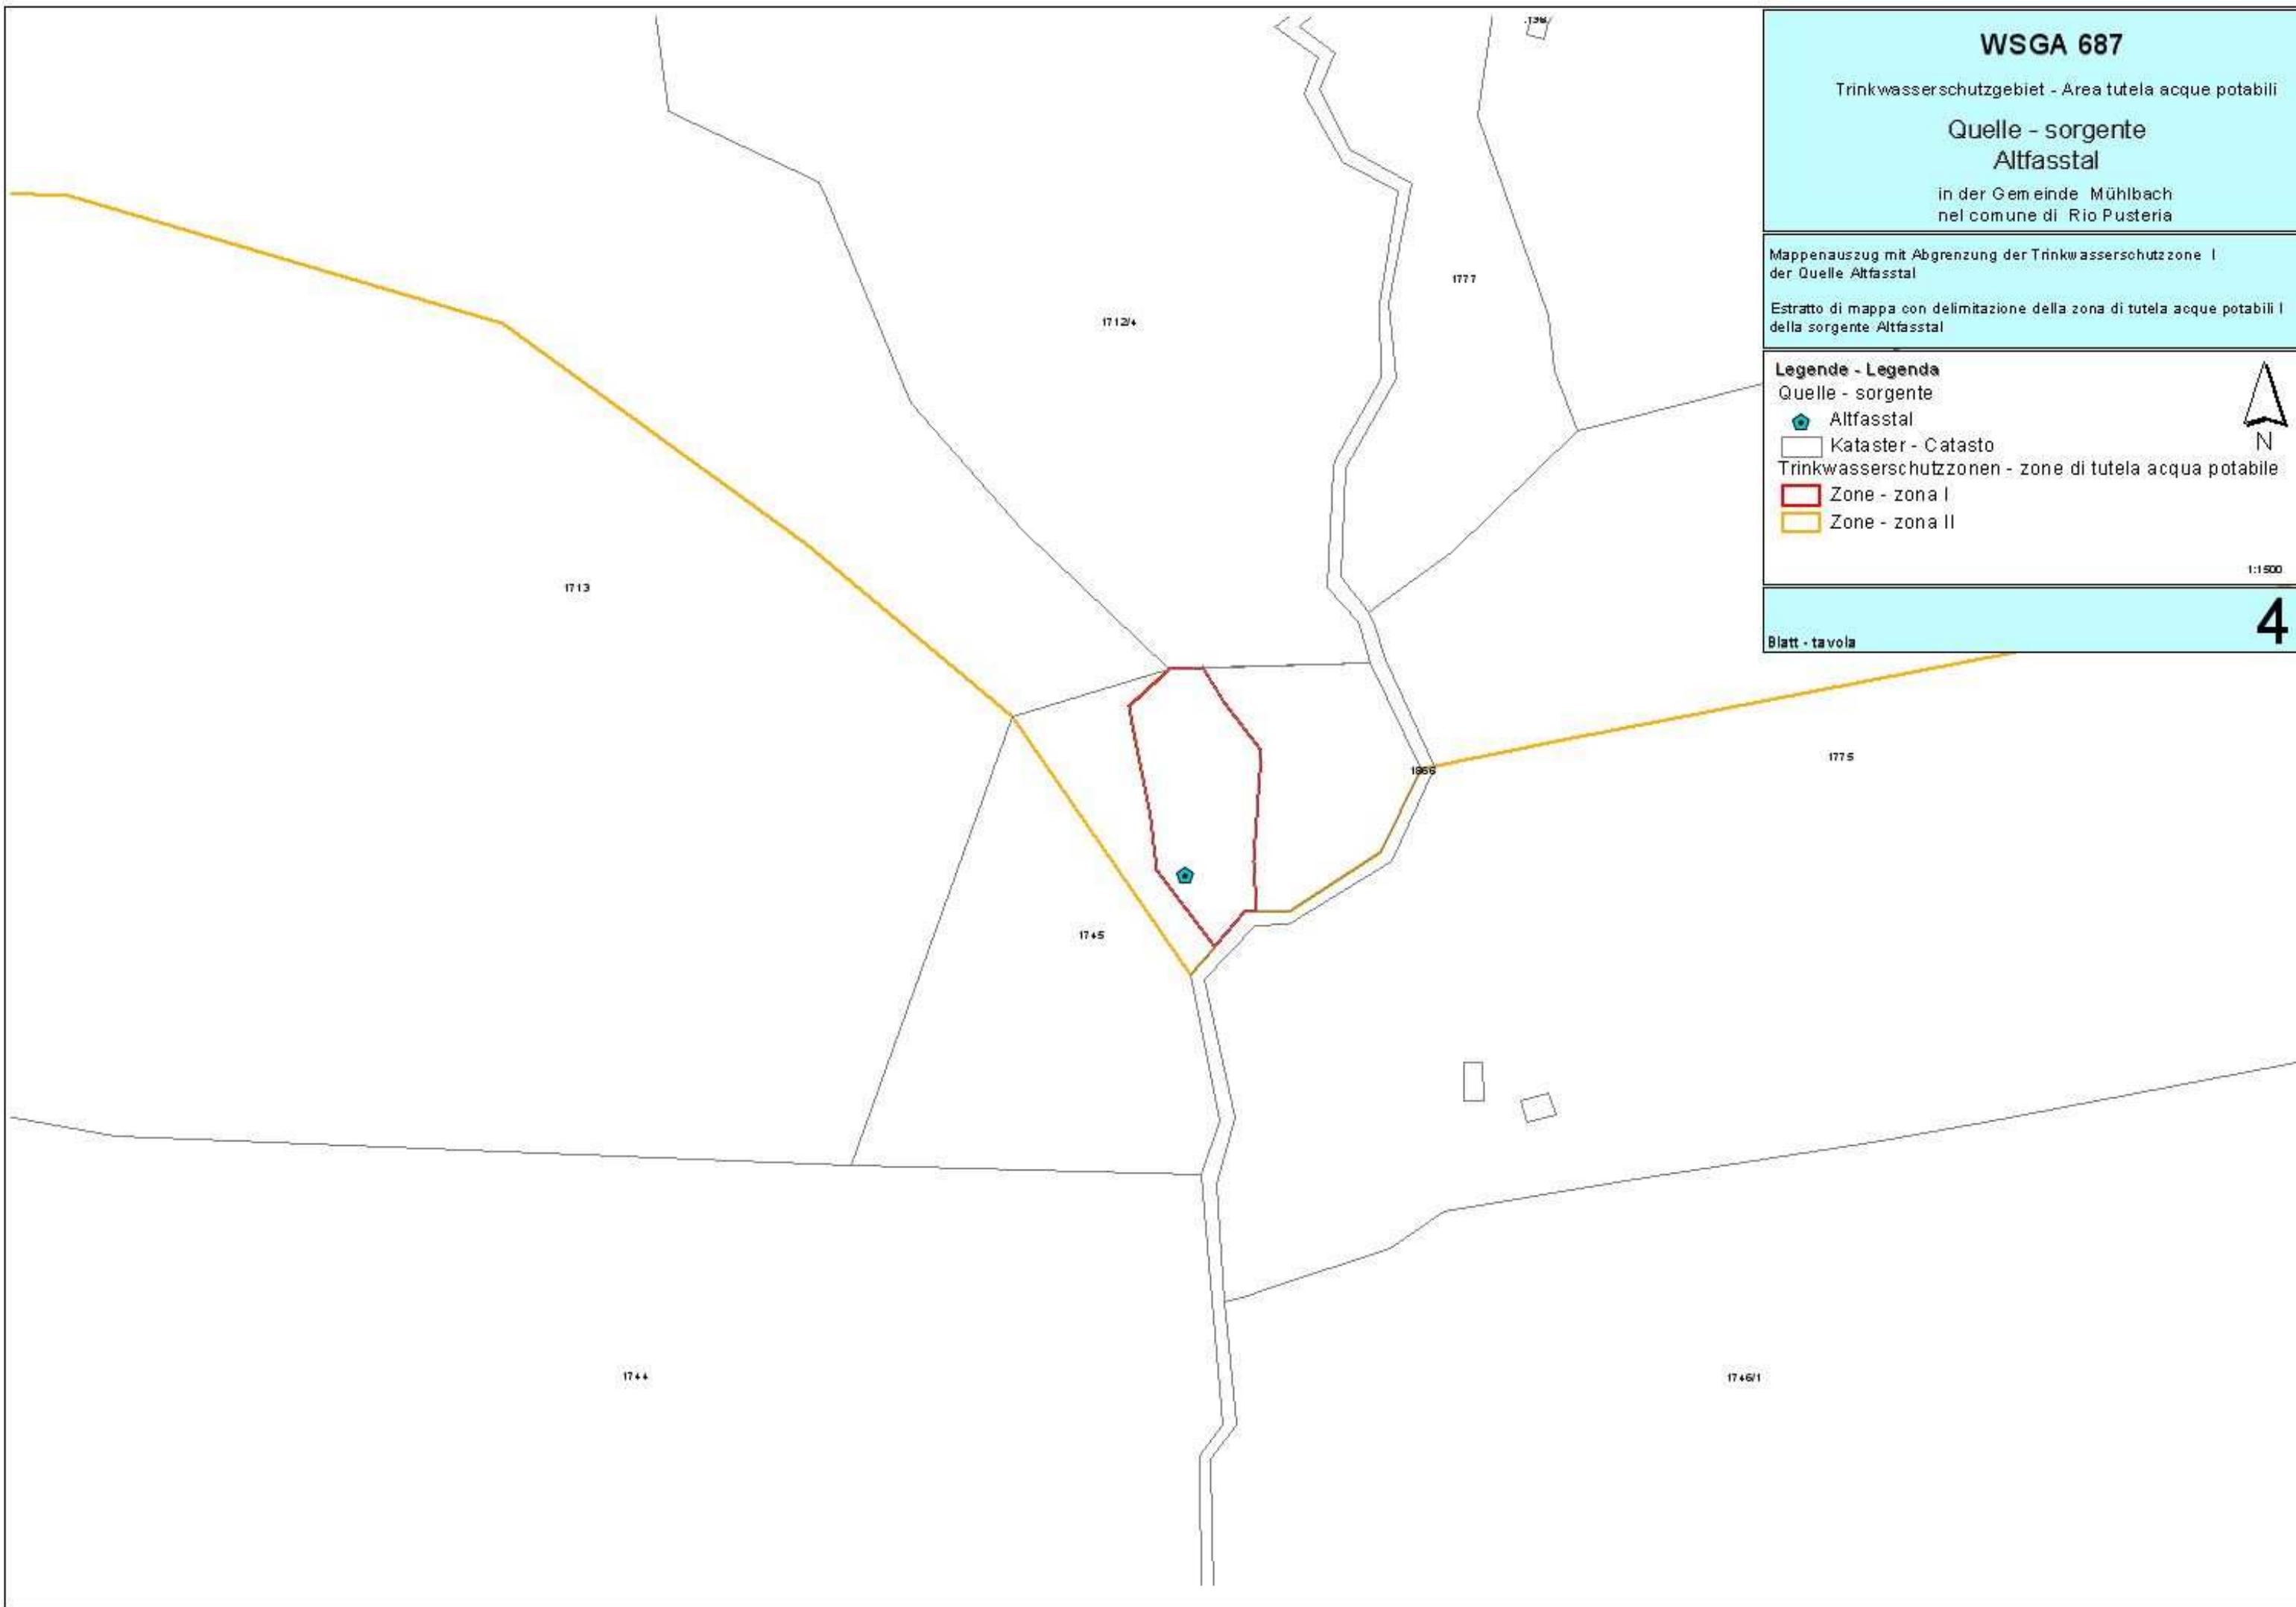 WSGA 687
Trinkwasserschutzgebiet - Area tutela acque potabili
Quelle - sorgente
Altfasstal
in der Gemeinde Mühlbach
nel comune di Rio Pusteria
Mappenauszug mit Abgrenzung der Trinkwasserschutzzone I
der Quelle Altfasstal
Estratto di mappa con delimitazione della zona di tutela acque potabili I
della sorgente Altfasstal
Legende - Legenda
Quelle - sorgente
Altfasstal
Kataster - Catasto
N
Trinkwasserschutzzonen - zone di tutela acqua potabile
Zone - zona I
Zone - zona II
1:1500
4
Blatt - tavola
1777
1712/4
1713
1775
1866
1745
1744
1746/1